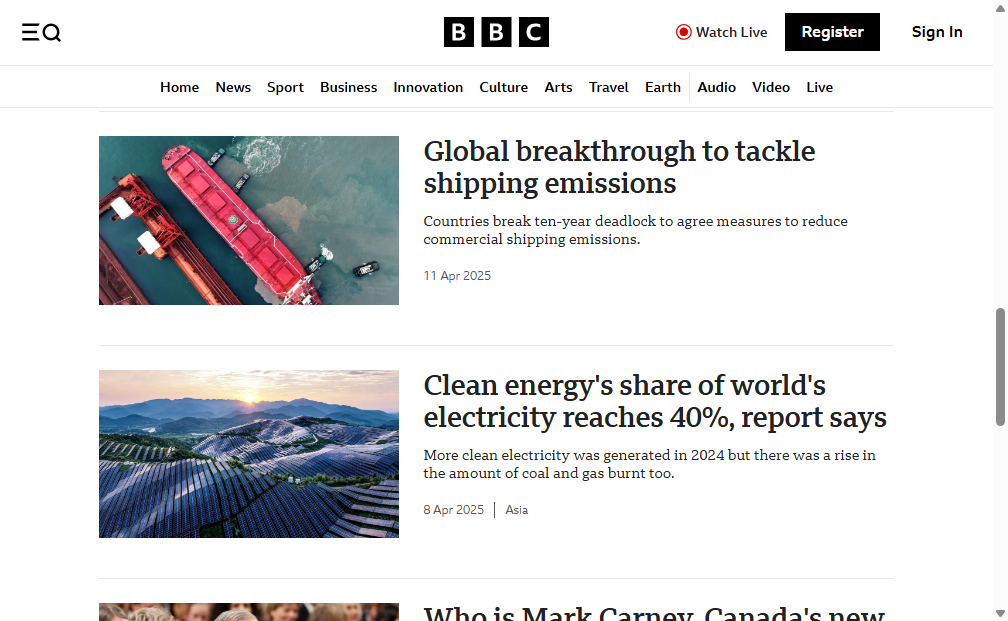 BBC
Watch Live
Register
Sign In
Home News Sport Business Innovation Culture Arts Travel Earth Audio Video Live
Global breakthrough to tackle
shipping emissions
Countries break ten-year deadlock to agree measures to reduce
commercial shipping emissions.
11 Apr 2025
Clean energy's share of world's
electricity reaches 40%, report says
More clean electricity was generated in 2024 but there was a rise in
the amount of coal and gas burnt too.
8 Apr 2025 | Asia
Who is Mark Carney, Canada's new